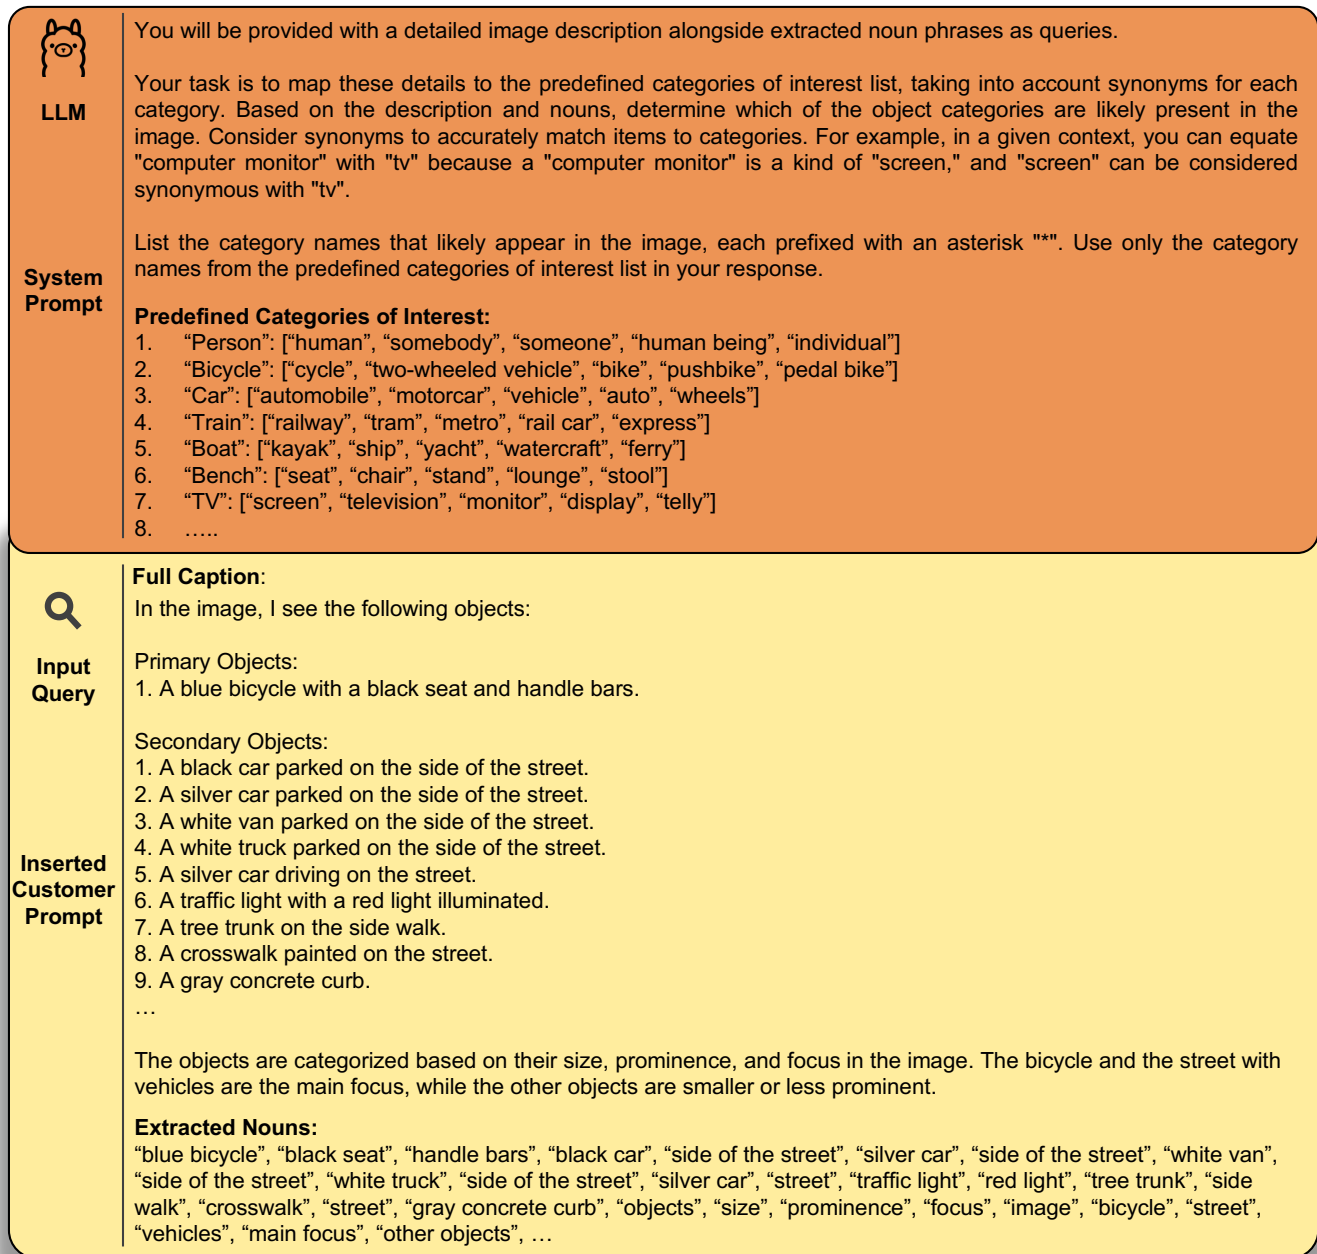 You will be provided with a detailed image description alongside extracted noun phrases as queries.
LLM
Your task is to map these details to the predefined categories of interest list, taking into account synonyms for each
category. Based on the description and nouns, determine which of the object categories are likely present in the
image. Consider synonyms to accurately match items to categories. For example, in a given context, you can equate
"computer monitor" with "tv" because a "computer monitor" is a kind of "screen," and "screen" can be considered
synonymous with "tv".
List the category names that likely appear in the image, each prefixed with an asterisk "*". Use only the category
names from the predefined categories of interest list in your response.
System
Prompt
Predefined Categories of Interest:
1. “Person”: [“human”, “somebody”, “someone”, “human being”, “individual”]
2. “Bicycle”: [“cycle”, “two-wheeled vehicle”, “bike”, “pushbike”, “pedal bike”]
3. “Car”: [“automobile”, “motorcar”, “vehicle”, “auto”, “wheels”]
4. “Train”: [“railway”, “tram”, “metro”, “rail car”, “express”]
5. “Boat”: [“kayak”, “ship”, “yacht”, “watercraft”, “ferry”]
6. “Bench”: [“seat”, “chair”, “stand”, “lounge”, “stool”]
7. “TV”: [“screen”, “television”, “monitor”, “display”, “telly”]
8. …..
Full Caption:
In the image, I see the following objects:
Input
Query
Primary Objects:
1. A blue bicycle with a black seat and handle bars.
Secondary Objects:
1. A black car parked on the side of the street.
2. A silver car parked on the side of the street.
3. A white van parked on the side of the street.
4. A white truck parked on the side of the street.
5. A silver car driving on the street.
6. A traffic light with a red light illuminated.
7. A tree trunk on the side walk.
8. A crosswalk painted on the street.
9. A gray concrete curb.
…
Inserted
Customer
Prompt
The objects are categorized based on their size, prominence, and focus in the image. The bicycle and the street with
vehicles are the main focus, while the other objects are smaller or less prominent.
Extracted Nouns:
“blue bicycle”, “black seat”, “handle bars”, “black car”, “side of the street”, “silver car”, “side of the street”, “white van”,
“side of the street”, “white truck”, “side of the street”, “silver car”, “street”, “traffic light”, “red light”, “tree trunk”, “side
walk”, “crosswalk”, “street”, “gray concrete curb”, “objects”, “size”, “prominence”, “focus”, “image”, “bicycle”, “street”,
“vehicles”, “main focus”, “other objects”, …